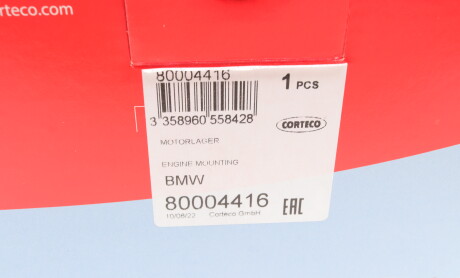 rteco.com
80004416
1 PCS
3 358960 558428
CORTECO
MOTORLAGER
ENGINE MOUNTING
BMW
80004416
10/08/22 Corteco GmbH
EAC